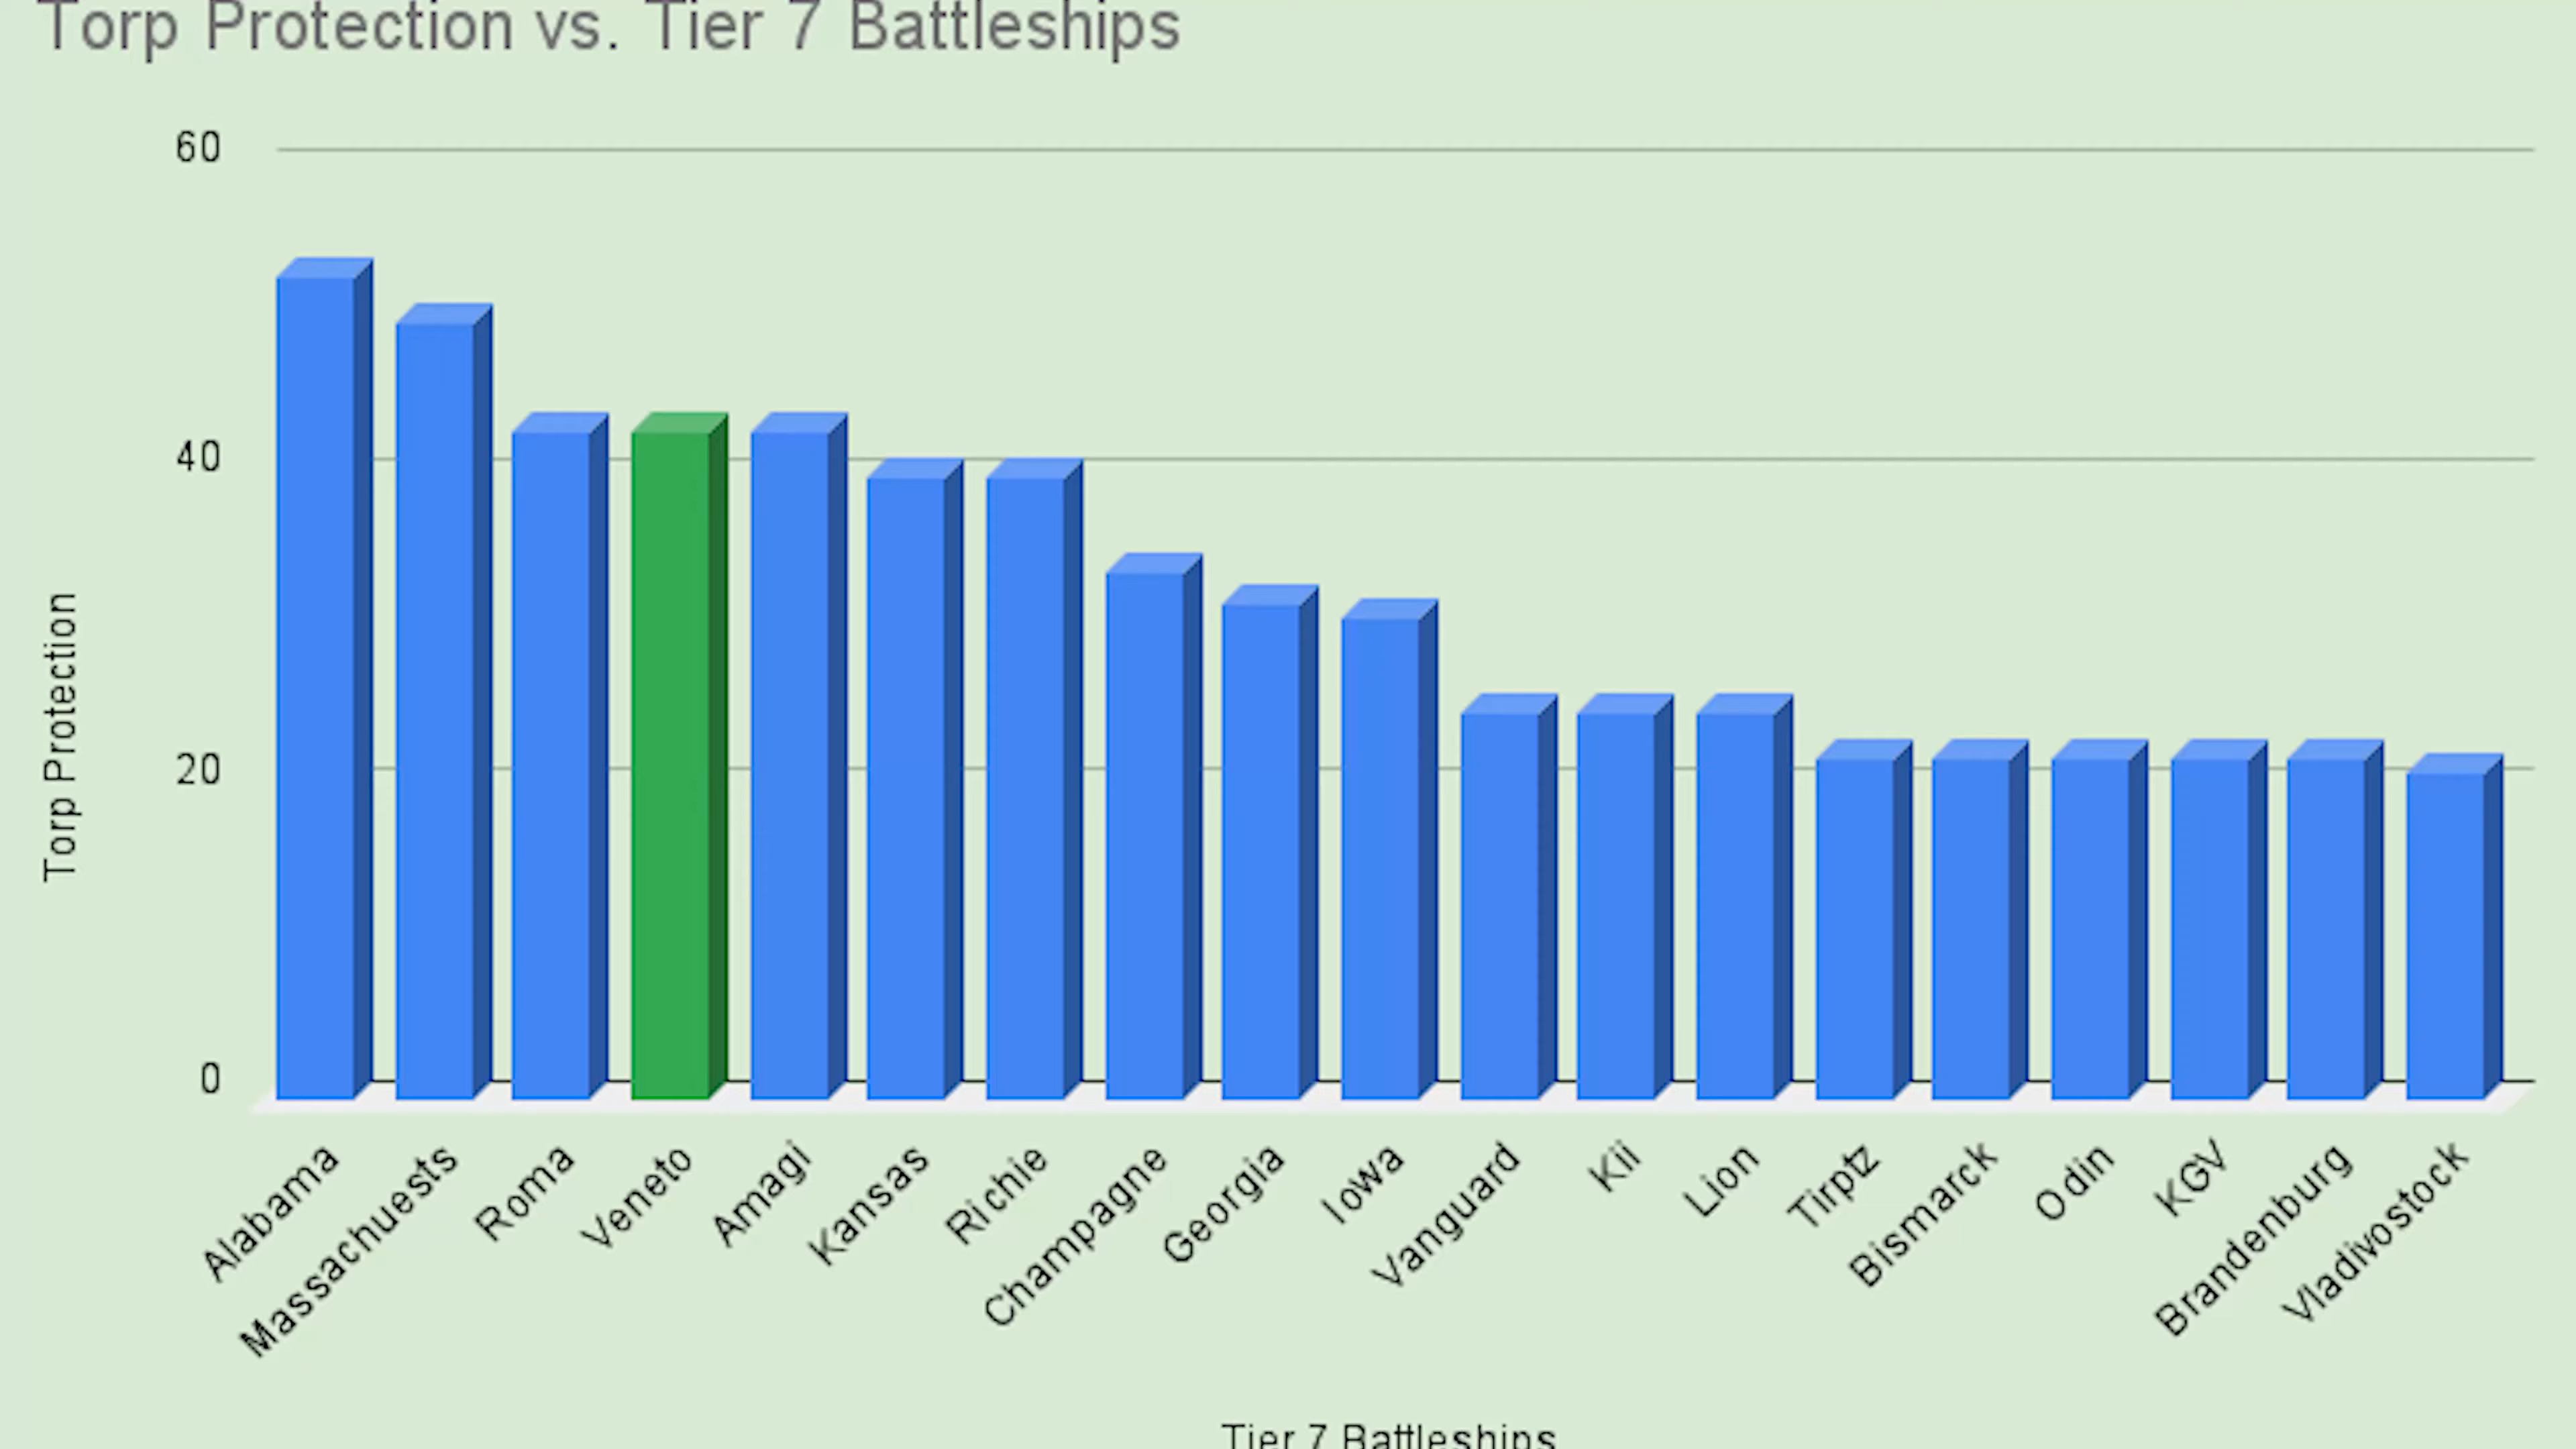 Torp Protection vs. Tier 7 Battleships
60
40
20
0
Torp Protection
Alabama
Massachuests
Roma
Veneto
Amagi
Kansas
Richie
Champagne
Georgia
Iowa
Vanguard
Kii
Lion
Tirptz
Bismarck
Odin
KGV
Brandenburg
Vladivostock
Tier 7 Battleships